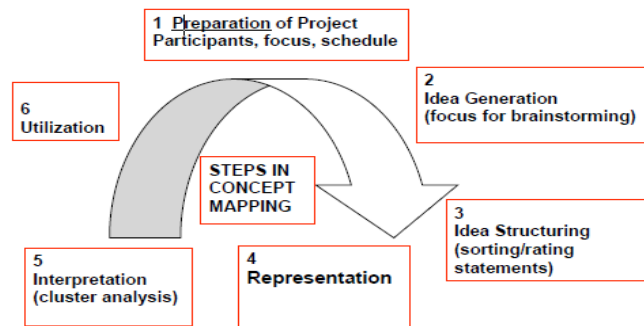 1 Preparation of Project
Participants, focus, schedule
2
Idea Generation
(focus for brainstorming)
3
Idea Structuring
(sorting/rating
statements)
4
Representation
5
Interpretation
(cluster analysis)
6
Utilization
STEPS IN
CONCEPT
MAPPING